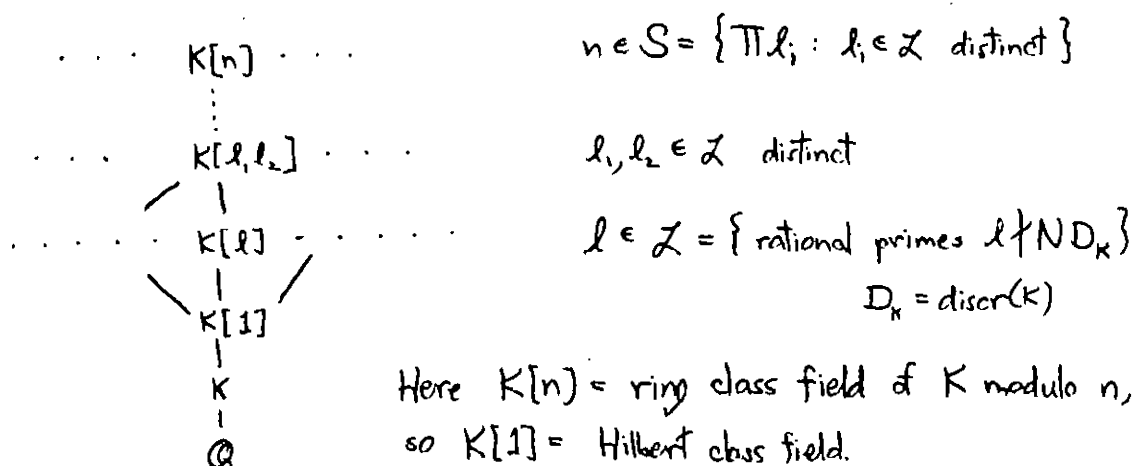 . . . K[n] . . . n ∈ S = { ∏ ℓᵢ : ℓᵢ ∈ ℒ distinct }
. . . K[ℓ₁ℓ₂] . . . ℓ₁, ℓ₂ ∈ ℒ distinct
. . . . . K[ℓ] . . . . . ℓ ∈ ℒ = { rational primes ℓ ∤ N D_K }
D_K = discr(K)
K[1]
K Here K[n] = ring class field of K modulo n,
ℚ so K[1] = Hilbert class field.